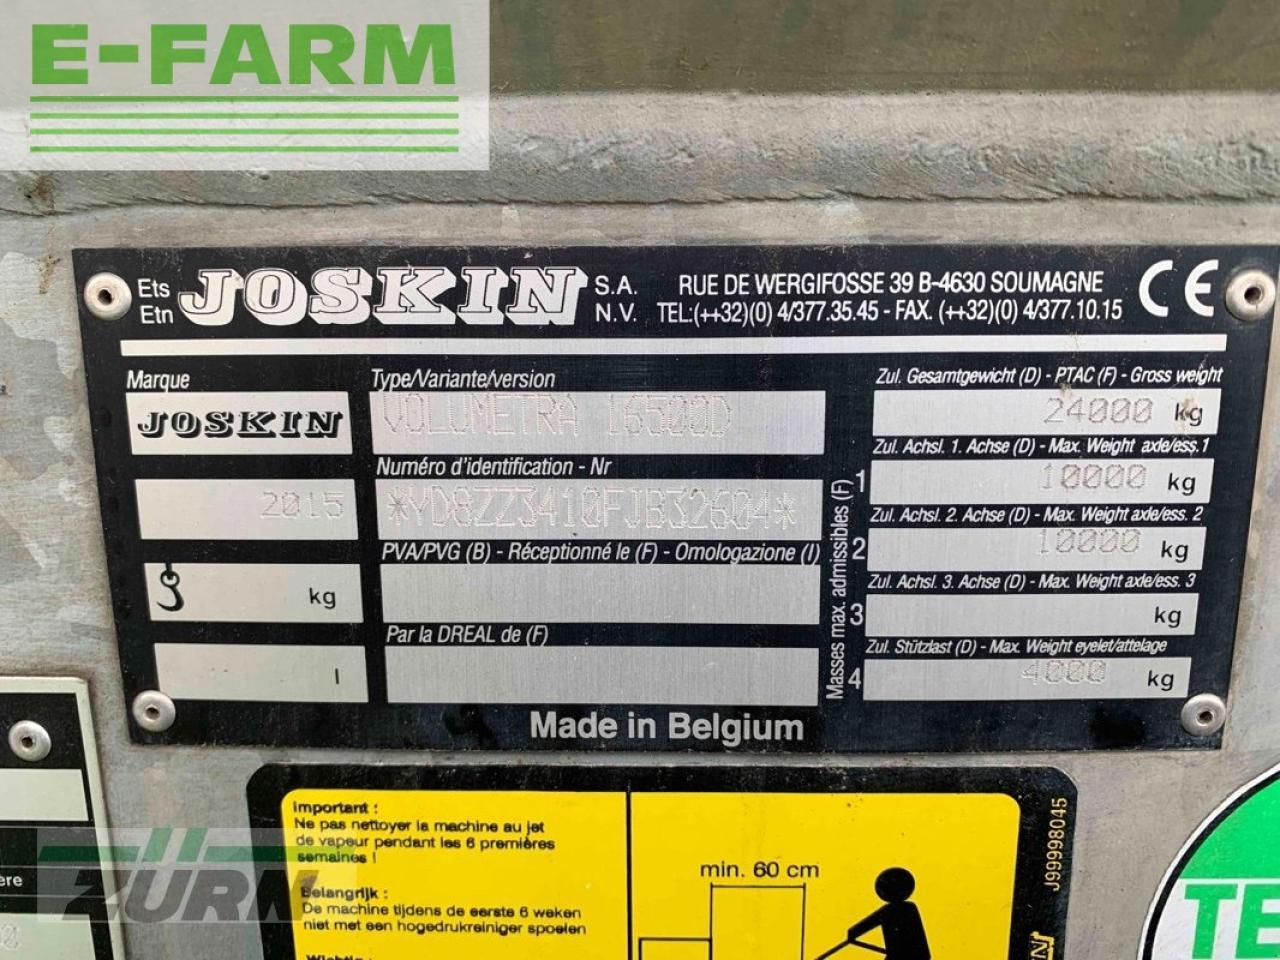 E-FARM
Ets
Etn
JOSKIN
S.A.
N.V.
RUE DE WERGIFOSSE 39 B-4630 SOUMAGNE
TEL:(++32)(0) 4/377.35.45 - FAX. (++32)(0) 4/377.10.15
CE
Marque
JOSKIN
Type/Variante/version
VOLUMETRA 16500D
2015
Numéro d'identification - Nr
*YD8ZZ3410FJB32604*
kg
PVA/PVG (B) - Réceptionné le (F) - Omologazione (I)
l
Par la DREAL de (F)
Masses max. admissibles (F)
Zul. Gesamtgewicht (D) - PTAC (F) - Gross weight
24000 kg
Zul. Achsl. 1. Achse (D) - Max. Weight axle/ess.1
1 10000 kg
Zul. Achsl. 2. Achse (D) - Max. Weight axle/ess. 2
2 10000 kg
Zul. Achsl. 3. Achse (D) - Max. Weight axle/ess. 3
3 kg
Zul. Stützlast (D) - Max. Weight eyelet/attelage
4 4000 kg
Made in Belgium
Important :
Ne pas nettoyer la machine au jet
de vapeur pendant les 6 premières
semaines !
Belangrijk :
De machine tijdens de eerste 6 weken
niet met een hogedrukreiniger spoelen
Wichtig :
min. 60 cm
J99998045
ZÜRN
TE